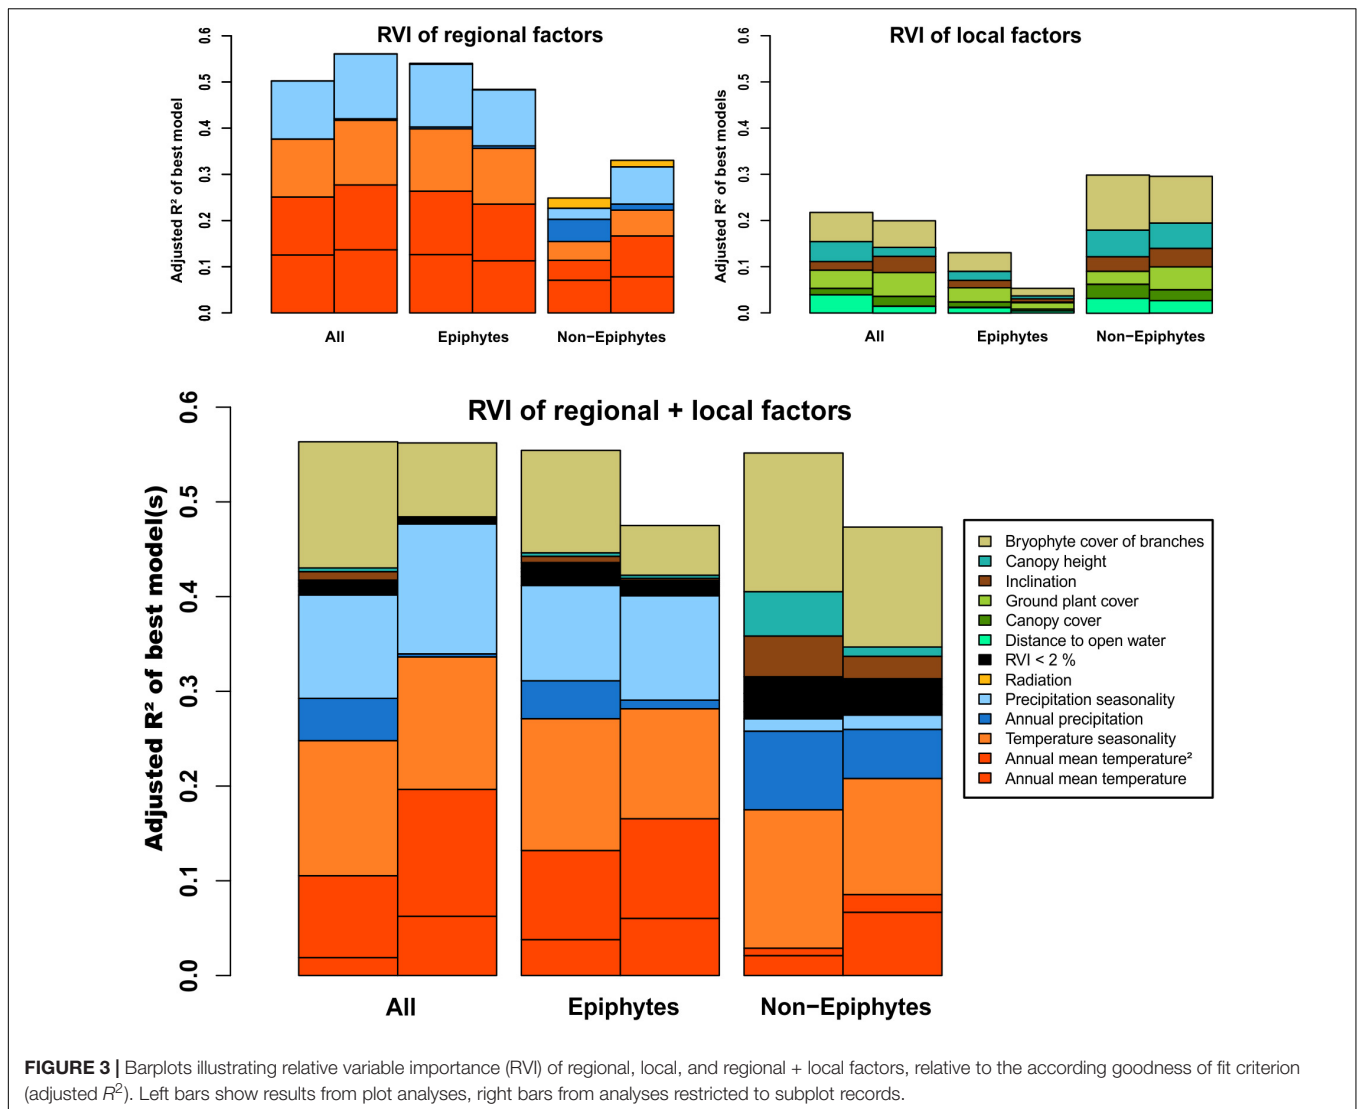 RVI of regional factors
Adjusted R² of best model
0.0 0.1 0.2 0.3 0.4 0.5 0.6
All Epiphytes Non−Epiphytes
RVI of local factors
Adjusted R² of best models
0.0 0.1 0.2 0.3 0.4 0.5 0.6
All Epiphytes Non−Epiphytes
RVI of regional + local factors
Adjusted R² of best model(s)
0.0 0.1 0.2 0.3 0.4 0.5 0.6
All Epiphytes Non−Epiphytes
Bryophyte cover of branches
Canopy height
Inclination
Ground plant cover
Canopy cover
Distance to open water
RVI < 2 %
Radiation
Precipitation seasonality
Annual precipitation
Temperature seasonality
Annual mean temperature²
Annual mean temperature
FIGURE 3 | Barplots illustrating relative variable importance (RVI) of regional, local, and regional + local factors, relative to the according goodness of fit criterion
(adjusted R²). Left bars show results from plot analyses, right bars from analyses restricted to subplot records.